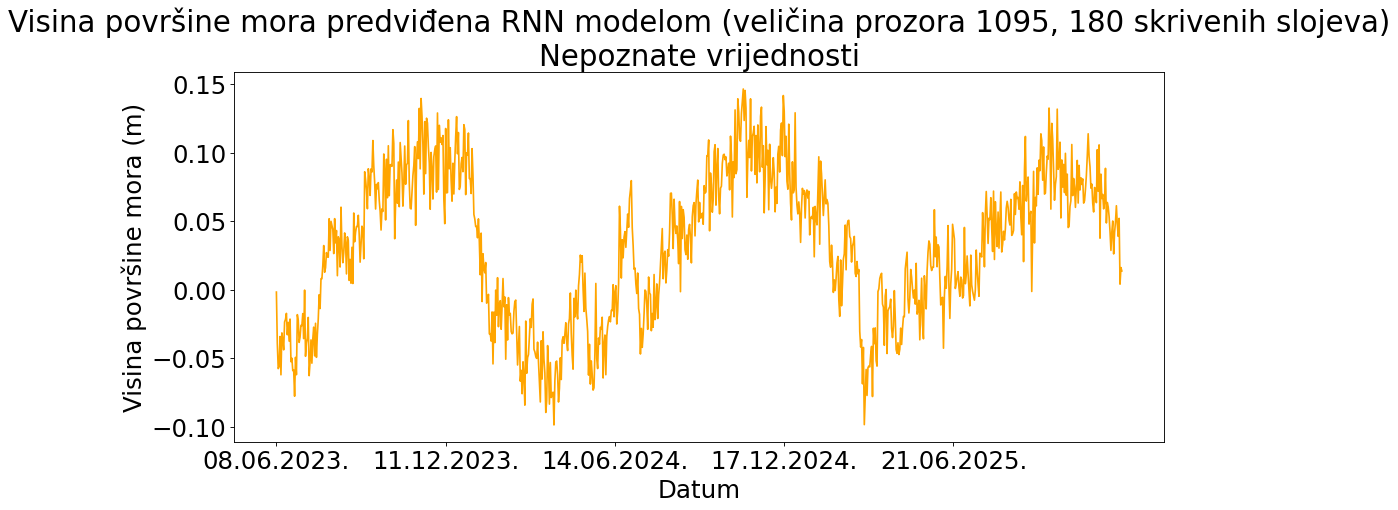 Visina površine mora predviđena RNN modelom (veličina prozora 1095, 180 skrivenih slojeva)
Nepoznate vrijednosti
Visina površine mora (m)
0.15
0.10
0.05
0.00
−0.05
−0.10
08.06.2023. 11.12.2023. 14.06.2024. 17.12.2024. 21.06.2025.
Datum